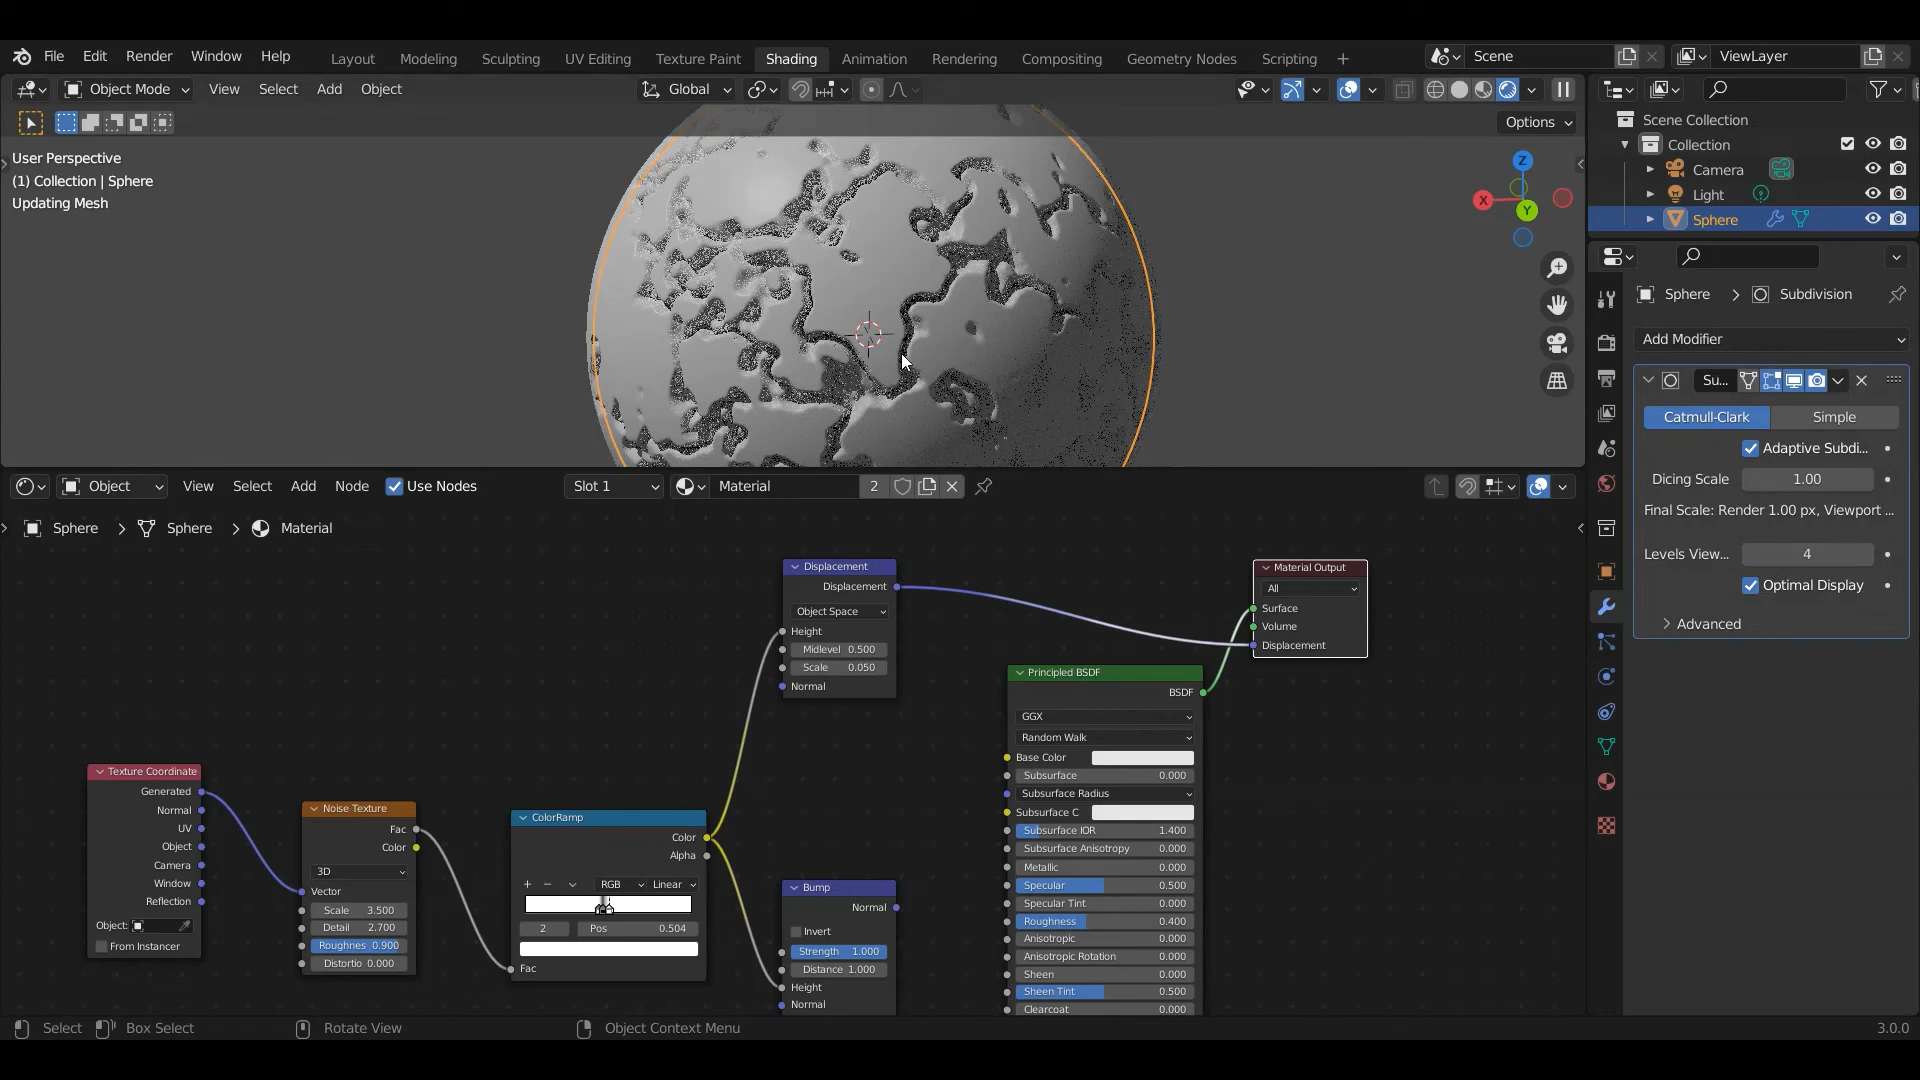 File Edit Render Window Help Layout Modeling Sculpting UV Editing Texture Paint Shading Animation Rendering Compositing Geometry Nodes Scripting + Scene ViewLayer
Object Mode View Select Add Object Global
Options
User Perspective
(1) Collection | Sphere
Updating Mesh
Z
X
Y
Scene Collection
Collection
Camera
Light
Sphere
Sphere > Subdivision
Add Modifier
Su...
Catmull-Clark Simple
Adaptive Subdi...
Dicing Scale 1.00
Final Scale: Render 1.00 px, Viewport ...
Levels View... 4
Optimal Display
> Advanced
Object View Select Add Node Use Nodes Slot 1 Material 2
Sphere > Sphere > Material
Displacement
Displacement
Object Space
Height
Midlevel 0.500
Scale 0.050
Normal
Material Output
All
Surface
Volume
Displacement
Principled BSDF
BSDF
GGX
Random Walk
Base Color
Subsurface 0.000
Subsurface Radius
Subsurface C
Subsurface IOR 1.400
Subsurface Anisotropy 0.000
Metallic 0.000
Specular 0.500
Specular Tint 0.000
Roughness 0.400
Anisotropic 0.000
Anisotropic Rotation 0.000
Sheen 0.000
Sheen Tint 0.500
Clearcoat 0.000
Texture Coordinate
Generated
Normal
UV
Object
Camera
Window
Reflection
Object:
From Instancer
Noise Texture
Fac
Color
3D
Vector
Scale 3.500
Detail 2.700
Roughnes 0.900
Distortio 0.000
ColorRamp
Color
Alpha
+ − RGB Linear
2 Pos 0.504
Fac
Bump
Normal
Invert
Strength 1.000
Distance 1.000
Height
Normal
Select Box Select Rotate View Object Context Menu 3.0.0